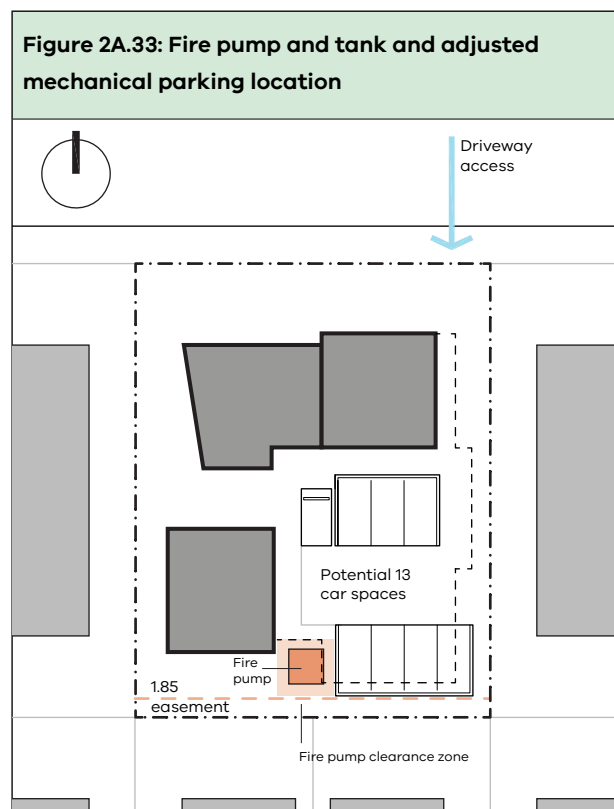 Figure 2A.33: Fire pump and tank and adjusted
mechanical parking location
Driveway
access
Potential 13
car spaces
Fire
pump
1.85
easement
Fire pump clearance zone